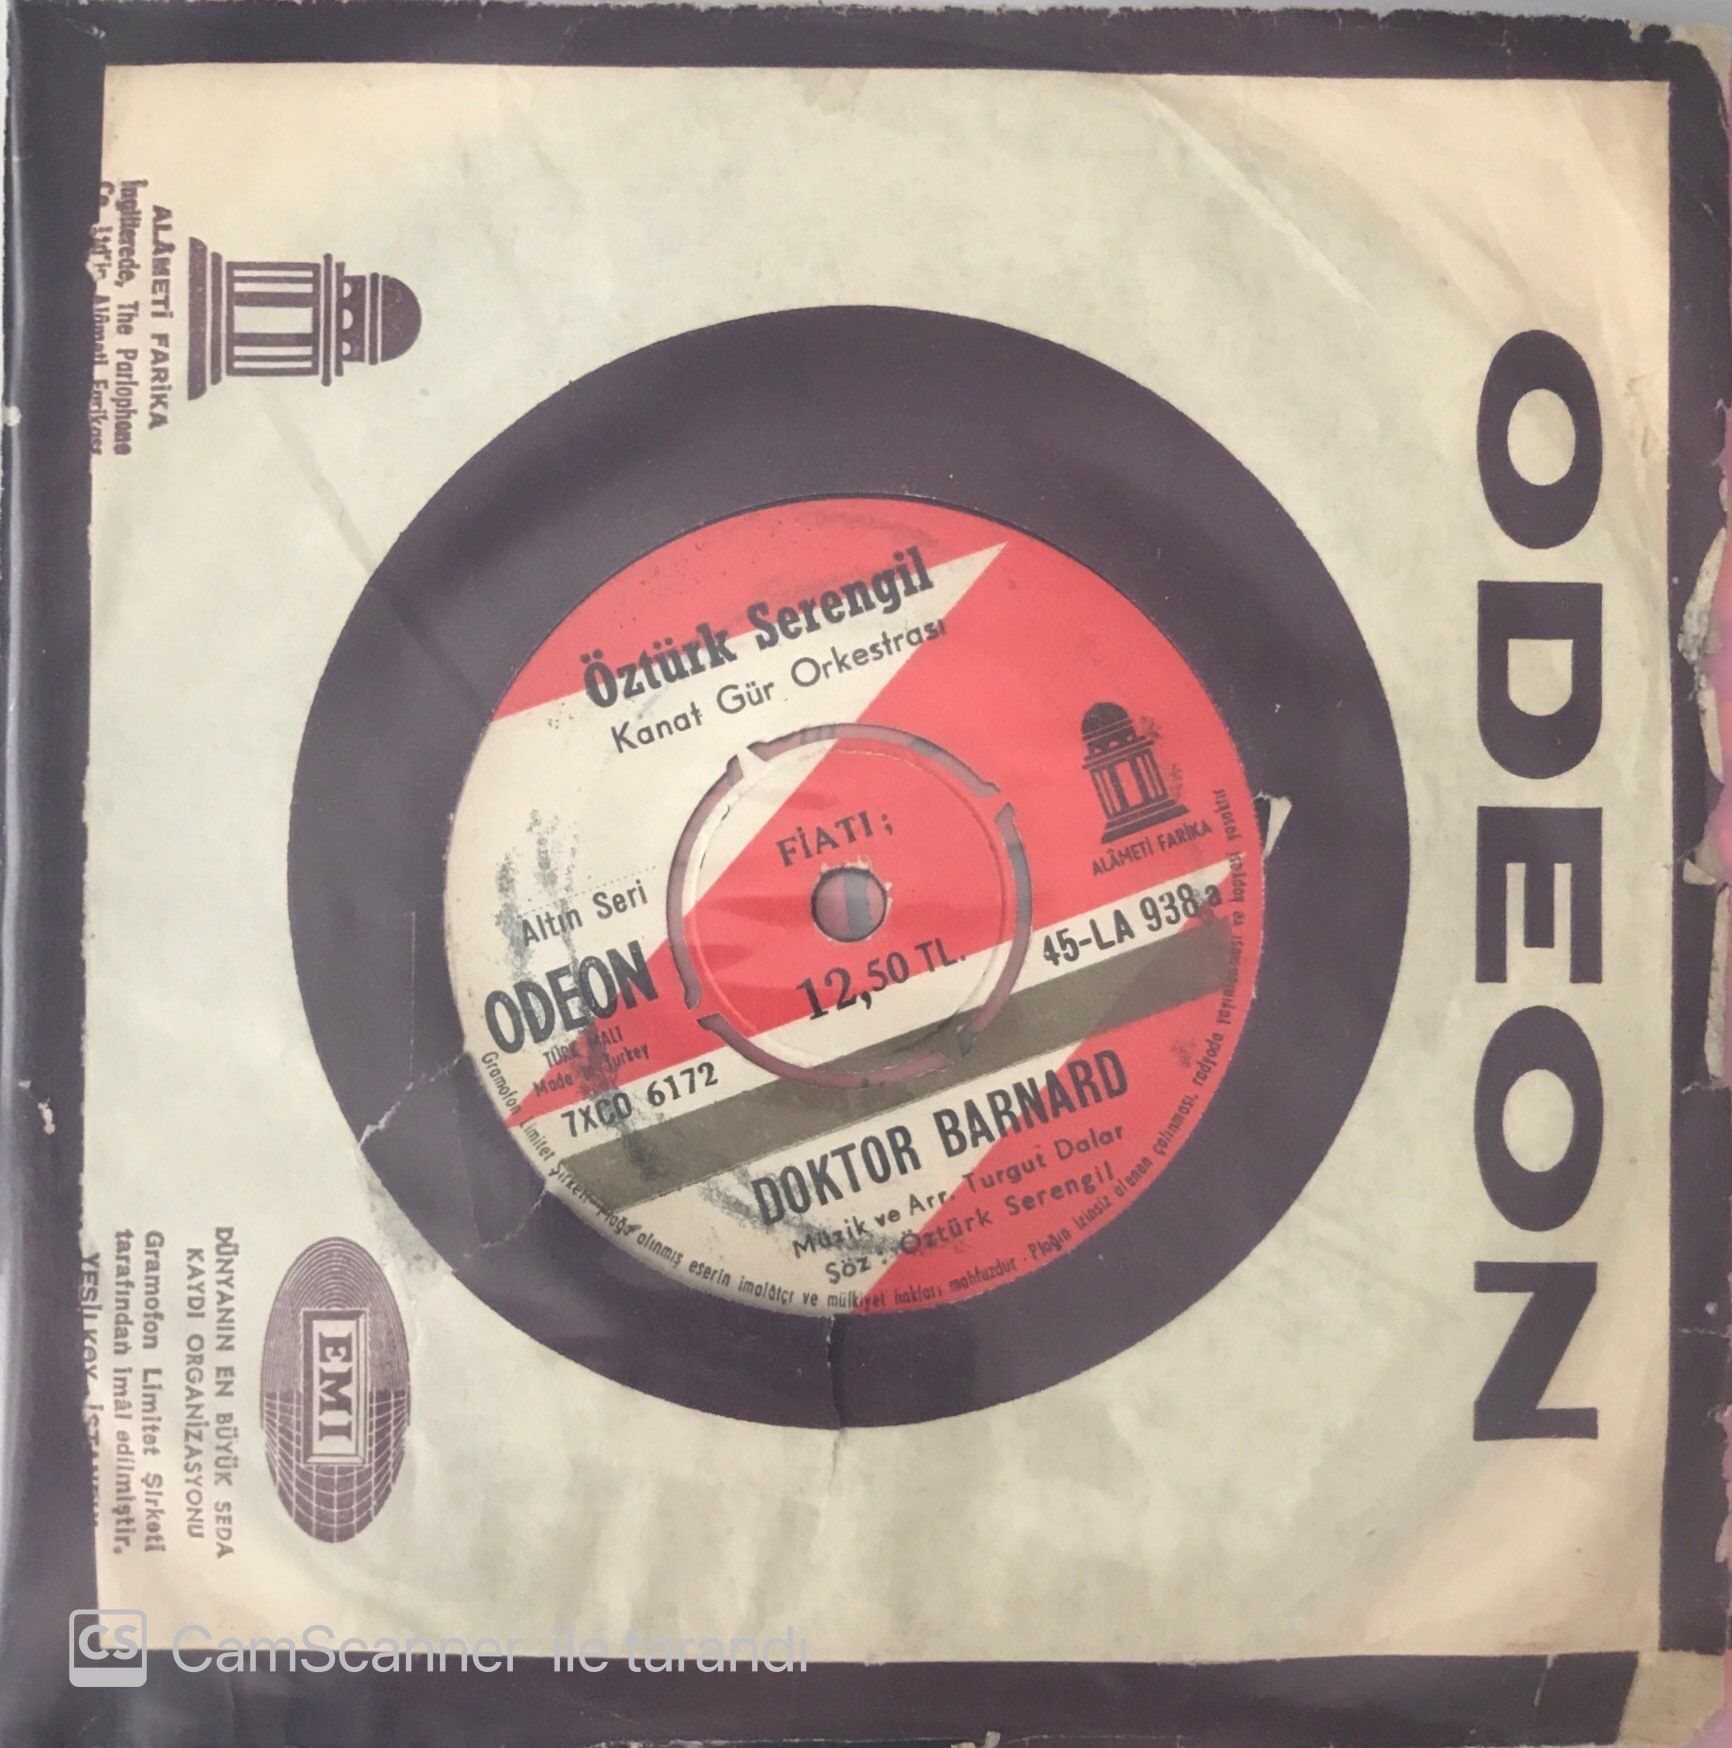 ODEON
ALÂMETİ FARİKA
İngilterede, The Parlophone
Co. Ltd'in Alâmeti Farikası
Öztürk Serengil
Kanat Gür Orkestrası
FİATI;
ALÂMETİ FARİKA
Altın Seri
ODEON
TÜRK MALI
Made in Turkey
12,50 TL.
45-LA 938 a
7XCO 6172
DOKTOR BARNARD
Müzik ve Arr. Turgut Dalar
Söz : Öztürk Serengil
Gramofon Limitet Şirketi - Plağa alınmış eserin imalâtçı ve mülkiyet hakları mahfuzdur . Plağın izinsiz alenen çalınması, radyoda yayınlanması ve kopyesi yasaktır
EMI
DÜNYANIN EN BÜYÜK SEDA
KAYDI ORGANİZASYONU
Gramofon Limitet Şirketi
tarafından imâl edilmiştir.
YEŞİLKÖY - İSTANBUL
CS CamScanner ile tarandı